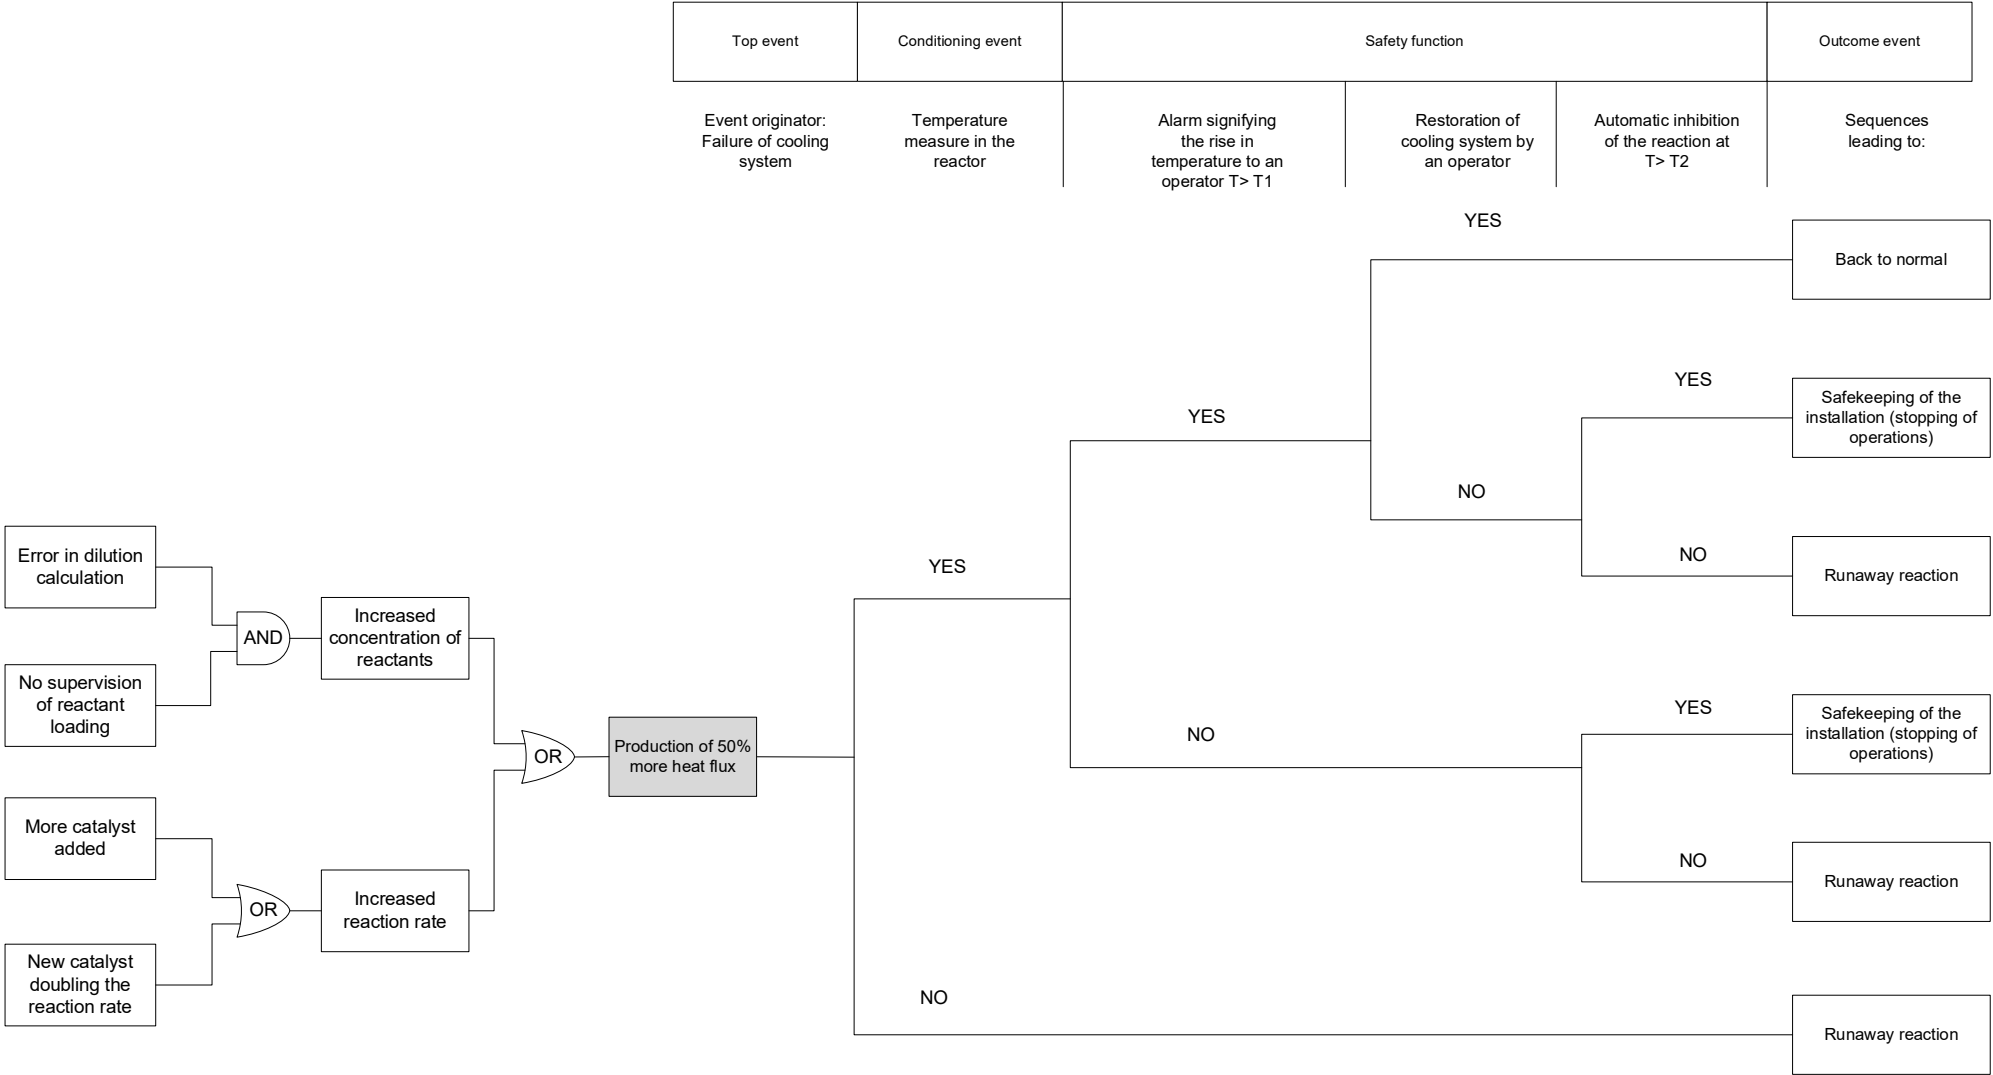 Top event
Conditioning event
Safety function
Outcome event
Event originator:
Failure of cooling
system
Temperature
measure in the
reactor
Alarm signifying
the rise in
temperature to an
operator T> T1
Restoration of
cooling system by
an operator
Automatic inhibition
of the reaction at
T> T2
Sequences
leading to:
YES
Back to normal
YES
Safekeeping of the
installation (stopping of
operations)
YES
NO
NO
Runaway reaction
Error in dilution
calculation
YES
AND
Increased
concentration of
reactants
No supervision
of reactant
loading
OR
Production of 50%
more heat flux
NO
YES
Safekeeping of the
installation (stopping of
operations)
More catalyst
added
NO
Runaway reaction
OR
Increased
reaction rate
New catalyst
doubling the
reaction rate
NO
Runaway reaction